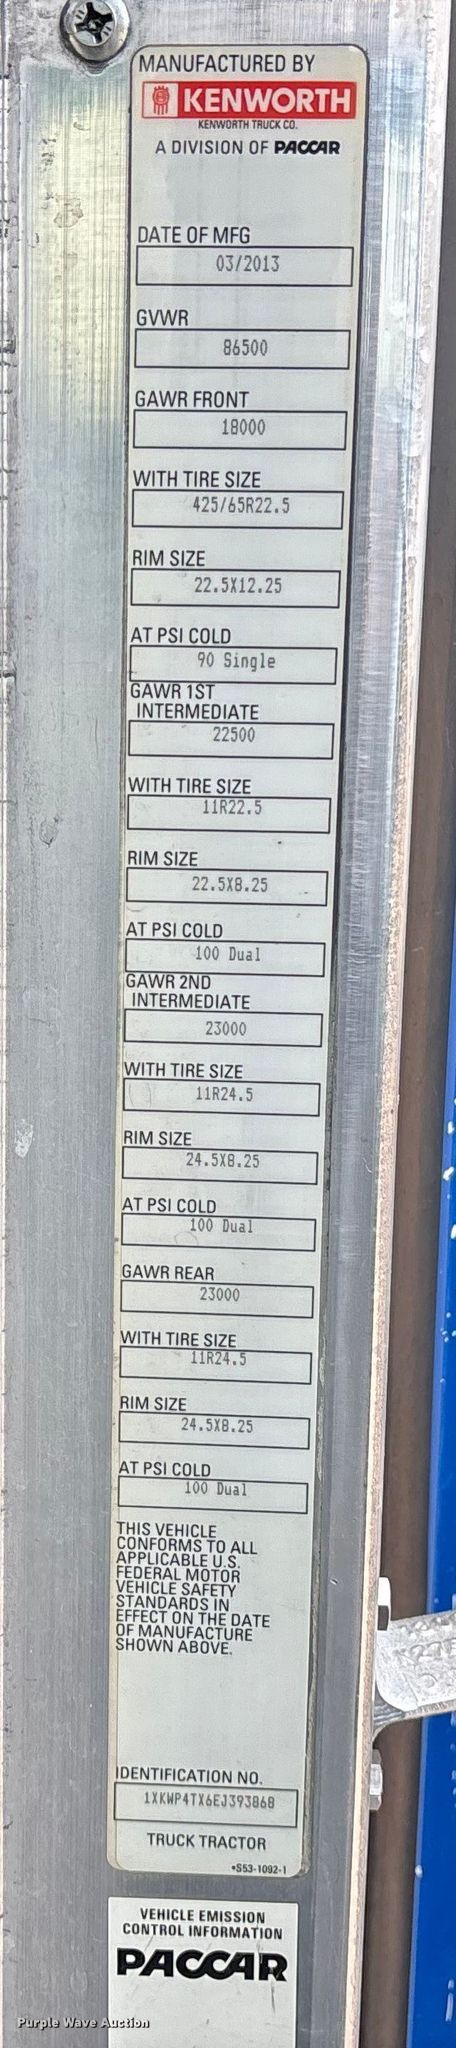 MANUFACTURED BY
KENWORTH
KENWORTH TRUCK CO.
A DIVISION OF PACCAR
DATE OF MFG
03/2013
GVWR
86500
GAWR FRONT
18000
WITH TIRE SIZE
425/65R22.5
RIM SIZE
22.5X12.25
AT PSI COLD
90 Single
GAWR 1ST
INTERMEDIATE
22500
WITH TIRE SIZE
11R22.5
RIM SIZE
22.5X8.25
AT PSI COLD
100 Dual
GAWR 2ND
INTERMEDIATE
23000
WITH TIRE SIZE
11R24.5
RIM SIZE
24.5X8.25
AT PSI COLD
100 Dual
GAWR REAR
23000
WITH TIRE SIZE
11R24.5
RIM SIZE
24.5X8.25
AT PSI COLD
100 Dual
THIS VEHICLE
CONFORMS TO ALL
APPLICABLE U.S.
FEDERAL MOTOR
VEHICLE SAFETY
STANDARDS IN
EFFECT ON THE DATE
OF MANUFACTURE
SHOWN ABOVE.
IDENTIFICATION NO.
1XKWP4TX6EJ393868
TRUCK TRACTOR
•S53-1092-1
VEHICLE EMISSION
CONTROL INFORMATION
PACCAR
Purple Wave Auction